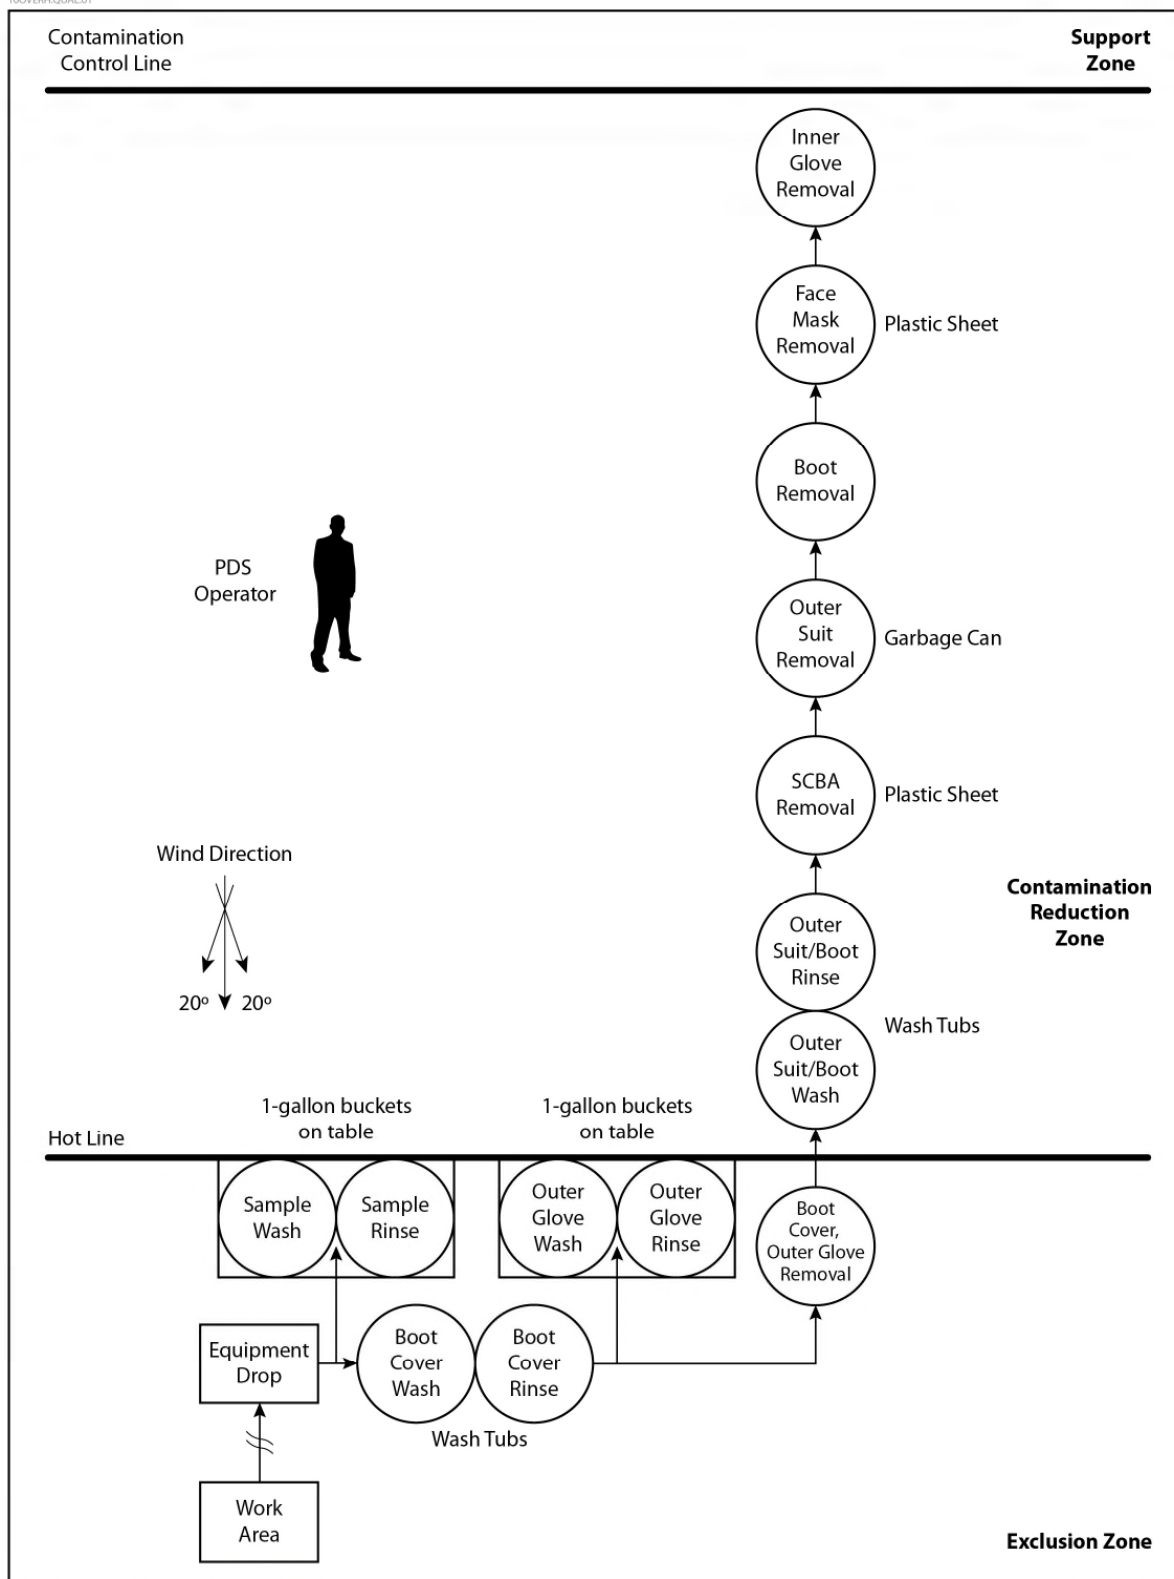 Contamination
Control Line
Support
Zone
Inner
Glove
Removal
Face
Mask
Removal
Plastic Sheet
Boot
Removal
PDS
Operator
Outer
Suit
Removal
Garbage Can
SCBA
Removal
Plastic Sheet
Wind Direction
20º
20º
Contamination
Reduction
Zone
Outer
Suit/Boot
Rinse
Wash Tubs
Outer
Suit/Boot
Wash
1-gallon buckets
on table
1-gallon buckets
on table
Hot Line
Sample
Wash
Sample
Rinse
Outer
Glove
Wash
Outer
Glove
Rinse
Boot
Cover,
Outer Glove
Removal
Equipment
Drop
Boot
Cover
Wash
Boot
Cover
Rinse
Wash Tubs
Work
Area
Exclusion Zone